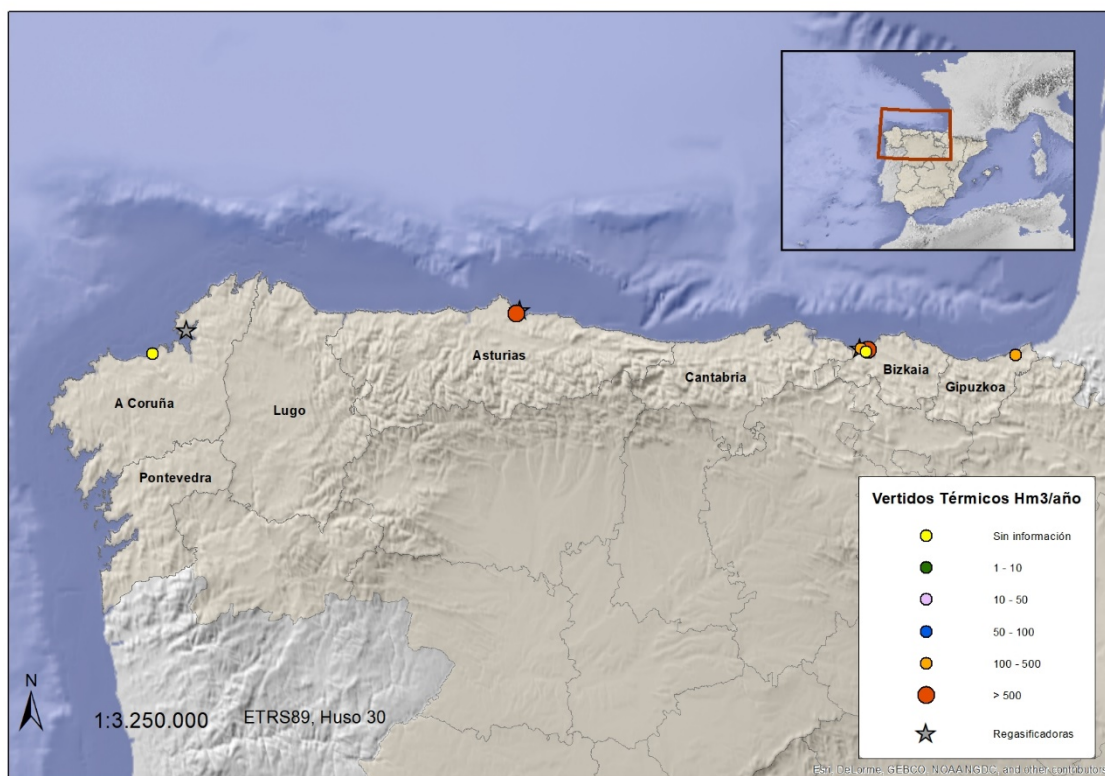 Asturias
Cantabria
Bizkaia
Gipuzkoa
A Coruña
Lugo
Pontevedra
Vertidos Térmicos Hm3/año
Sin información
1 - 10
10 - 50
50 - 100
100 - 500
> 500
Regasificadoras
N
1:3.250.000
ETRS89, Huso 30
Esri, DeLorme, GEBCO, NOAA NGDC, and other contributors